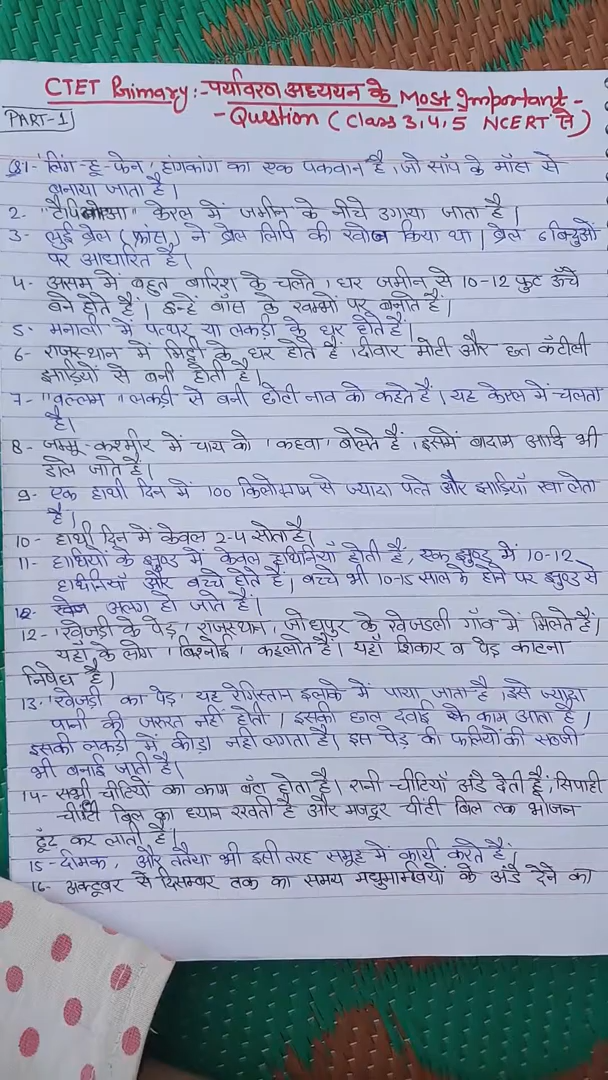 CTET Primary:- पर्यावरण अध्ययन के Most Important -
PART-1
- Question (Class 3,4,5 NCERT से)
Q1- 'लिंग-हू-फेन' हांगकांग का एक पकवान है, जो साँप के माँस से
बनाया जाता है।
2. "टैपिओका" केरल में जमीन के नीचे उगाया जाता है।
3- लुई ब्रेल (फ्रांस) ने ब्रेल लिपि की खोज किया था। ब्रेल 6 बिन्दुओं
पर आधारित है।
4- असम में बहुत बारिश के चलते, घर जमीन से 10-12 फुट ऊँचे
बने होते हैं। इन्हें बाँस के खम्भों पर बनाते हैं।
5- मनाली में पत्थर या लकड़ी के घर होते हैं।
6- राजस्थान में मिट्टी के घर होते हैं। दीवार मोटी और छत कँटीली
झाड़ियों से बनी होती है।
7- "वल्लम" लकड़ी से बनी छोटी नाव को कहते हैं। यह केरल में चलता
है।
8- जम्मू-कश्मीर में चाय को 'कहवा' बोलते हैं, इसमें बादाम आदि भी
डाले जाते हैं।
9- एक हाथी दिन में 100 किलोग्राम से ज्यादा पत्ते और झाड़ियाँ खा लेता
है।
10- हाथी दिन में केवल 2-4 सोता है।
11- हाथियों के झुण्ड में केवल हथिनियाँ होती हैं, एक झुण्ड में 10-12
हथिनियाँ और बच्चे होते हैं। बच्चे भी 10-15 साल के होने पर झुण्ड से
12- अलग हो जाते हैं।
12- 'खेजड़ी के पेड़' राजस्थान, जोधपुर के खेजडली गाँव में मिलते हैं।
यहाँ के लोग 'बिश्नोई' कहलाते हैं। यहाँ शिकार व पेड़ काटना
निषेध है।
13- 'खेजड़ी का पेड़' यह रेगिस्तान इलाके में पाया जाता है। इसे ज्यादा
पानी की जरूरत नहीं होती। इसकी छाल दवाई के काम आता है।
इसकी लकड़ी में कीड़ा नहीं लगता है। इस पेड़ की फलियों की सब्जी
भी बनाई जाती है।
14- सभी चीटियों का काम बँटा होता है। रानी चीटियाँ अंडे देती हैं, सिपाही
चींटी बिल का ध्यान रखती है और मजदूर चींटी बिल तक भोजन
ढूँढ कर लाती है।
15- दीमक, और ततैया भी इसी तरह समूह में कार्य करते हैं।
16- अक्टूबर से दिसम्बर तक का समय मधुमक्खियों के अंडे देने का